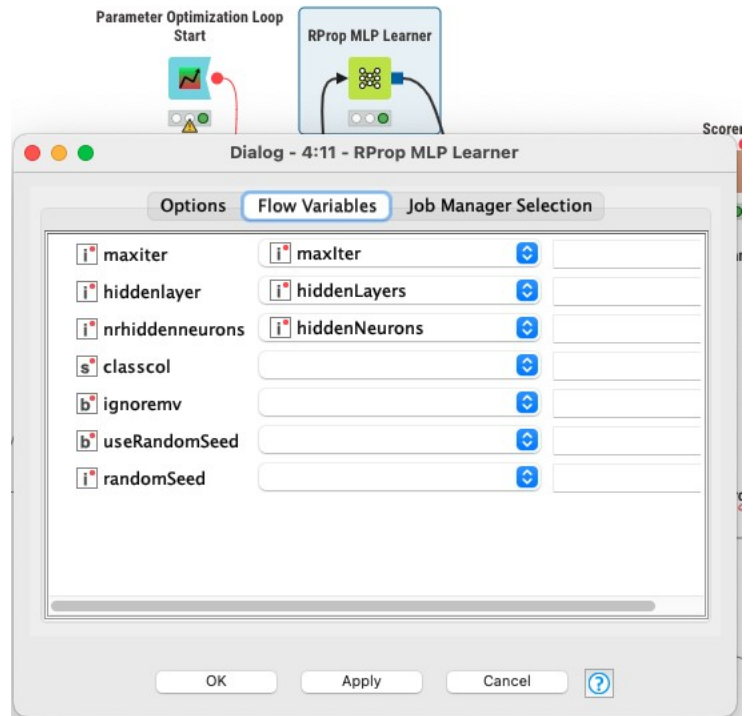 Parameter Optimization Loop
Start
RProp MLP Learner
Scorer
Dialog - 4:11 - RProp MLP Learner
Options Flow Variables Job Manager Selection
i maxiter i maxIter
i hiddenlayer i hiddenLayers
i nrhiddenneurons i hiddenNeurons
s classcol
b ignoremv
b useRandomSeed
i randomSeed
OK Apply Cancel ?